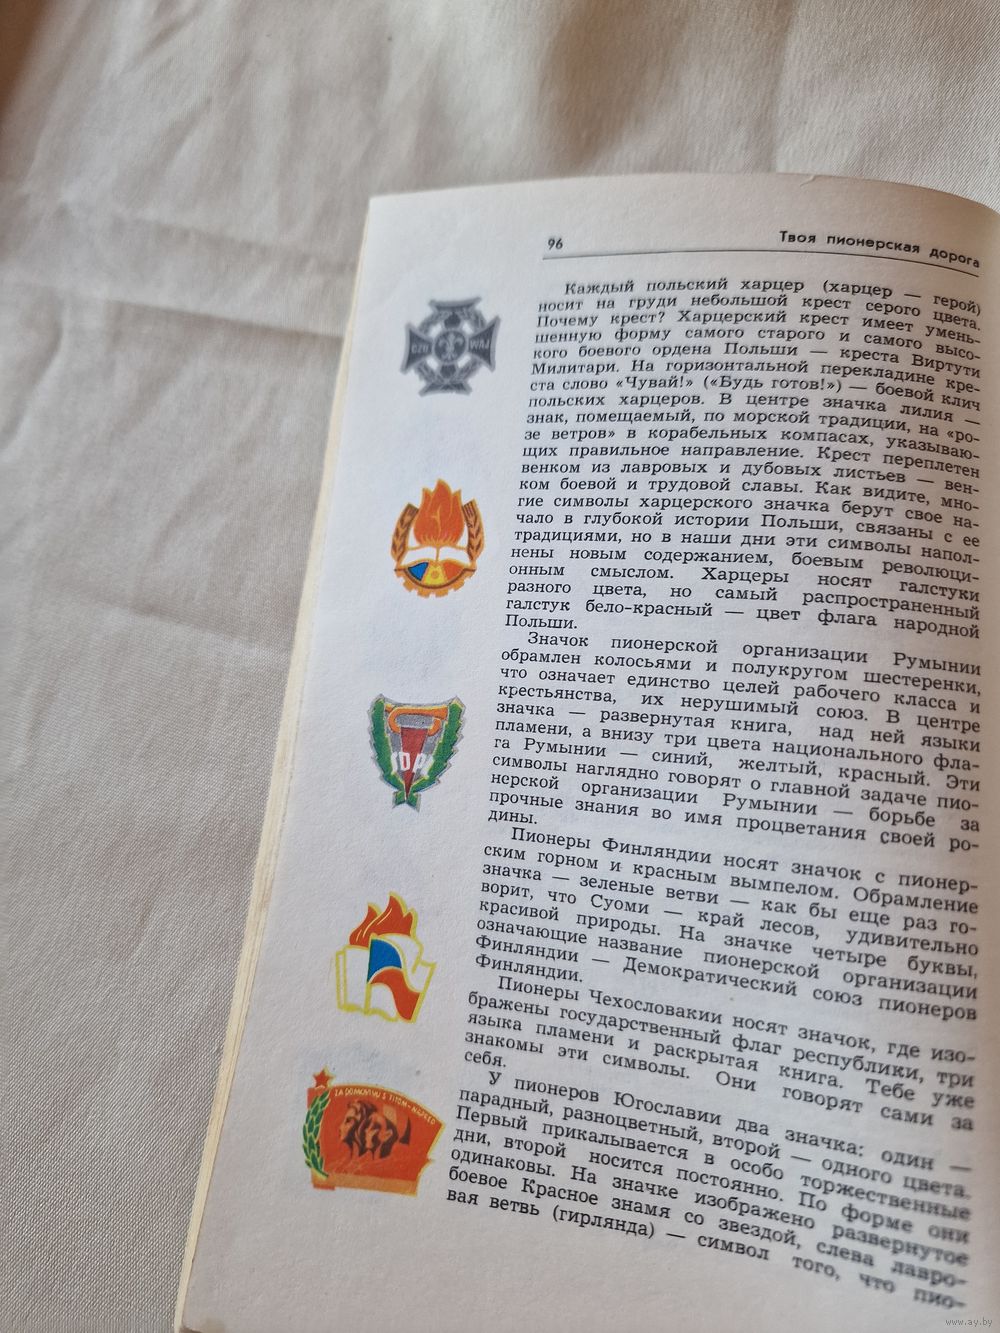 96
Твоя пионерская дорога
Каждый польский харцер (харцер — герой)
носит на груди небольшой крест серого цвета.
Почему крест? Харцерский крест имеет умень-
шенную форму самого старого и самого высо-
кого боевого ордена Польши — креста Виртути
Милитари. На горизонтальной перекладине кре-
ста слово «Чувай!» («Будь готов!») — боевой клич
польских харцеров. В центре значка лилия —
знак, помещаемый, по морской традиции, на «ро-
зе ветров» в корабельных компасах, указываю-
щих правильное направление. Крест переплетен
венком из лавровых и дубовых листьев — вен-
ком боевой и трудовой славы. Как видите, мно-
гие символы харцерского значка берут свое на-
чало в глубокой истории Польши, связаны с ее
традициями, но в наши дни эти символы напол-
нены новым содержанием, боевым революци-
онным смыслом. Харцеры носят галстуки
разного цвета, но самый распространенный
галстук бело-красный — цвет флага народной
Польши.
Значок пионерской организации Румынии
обрамлен колосьями и полукругом шестеренки,
что означает единство целей рабочего класса и
крестьянства, их нерушимый союз. В центре
значка — развернутая книга, над ней языки
пламени, а внизу три цвета национального фла-
га Румынии — синий, желтый, красный. Эти
символы наглядно говорят о главной задаче пио-
нерской организации Румынии — борьбе за
прочные знания во имя процветания своей ро-
дины.
Пионеры Финляндии носят значок с пионер-
ским горном и красным вымпелом. Обрамление
значка — зеленые ветви — как бы еще раз го-
ворит, что Суоми — край лесов, удивительно
красивой природы. На значке четыре буквы,
означающие название пионерской организации
Финляндии — Демократический союз пионеров
Финляндии.
Пионеры Чехословакии носят значок, где изо-
бражены государственный флаг республики, три
языка пламени и раскрытая книга. Тебе уже
знакомы эти символы. Они говорят сами за
себя.
У пионеров Югославии два значка: один —
парадный, разноцветный, второй — одного цвета.
Первый прикалывается в особо торжественные
дни, второй носится постоянно. По форме они
одинаковы. На значке изображено развернутое
боевое Красное знамя со звездой, слева лавро-
вая ветвь (гирлянда) — символ того, что пио-
CZU WAJ
ZA DOMOVINU S TITOM-NAPRED
www.ay.by